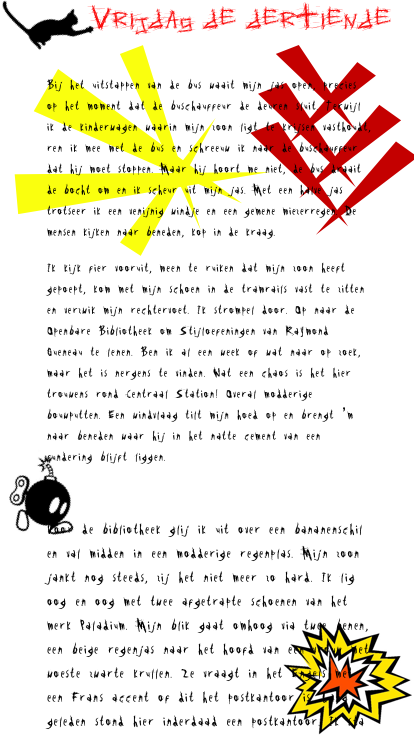 Vrijdag de dertiende
Bij het uitstappen van de bus waait mijn jas open, precies
op het moment dat de buschauffeur de deuren sluit. Terwijl
ik de kinderwagen waarin mijn zoon ligt te krijsen vasthoudt,
ren ik mee met de bus en schreeuw ik naar de buschauffeur
dat hij moet stoppen. Maar hij hoort me niet, de bus draait
de bocht om en ik scheur uit mijn jas. Met een halve jas
trotseer ik een venijnig windje en een gemene miezerregen. De
mensen kijken naar beneden, kop in de kraag.
Ik kijk fier vooruit, meen te ruiken dat mijn zoon heeft
gepoept, kom met mijn schoen in de tramrails vast te zitten
en verzwik mijn rechtervoet. Ik strompel door. Op naar de
Openbare Bibliotheek om Stijloefeningen van Raymond
Queneau te lenen. Ben ik al een week of wat naar op zoek,
maar het is nergens te vinden. Wat een chaos is het hier
trouwens rond Centraal Station! Overal modderige
bouwputten. Een windvlaag tilt mijn hoed op en brengt 'm
naar beneden waar hij in het natte cement van een
fundering blijft liggen.
Voor de bibliotheek glij ik uit over een bananenschil
en val midden in een modderige regenplas. Mijn zoon
jankt nog steeds, zij het niet meer zo hard. Ik lig
oog en oog met twee afgetrapte schoenen van het
merk Palladium. Mijn blik gaat omhoog via twee benen,
een beige regenjas naar het hoofd van een man met
woeste zwarte krullen. Ze vraagt in het Engels met
een Frans accent of dit het postkantoor is.
geleden stond hier inderdaad een postkantoor. Ik sta